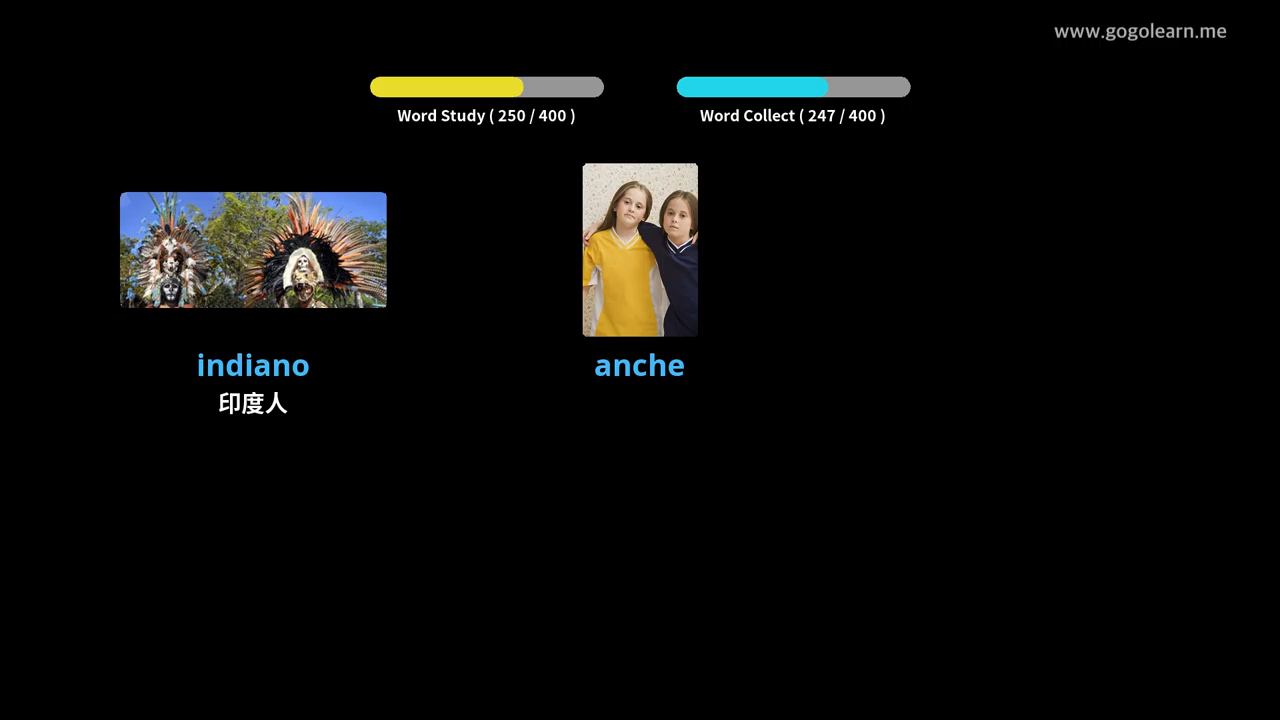 www.gogolearn.me
Word Study ( 250 / 400 )
Word Collect ( 247 / 400 )
indiano
印度人
anche